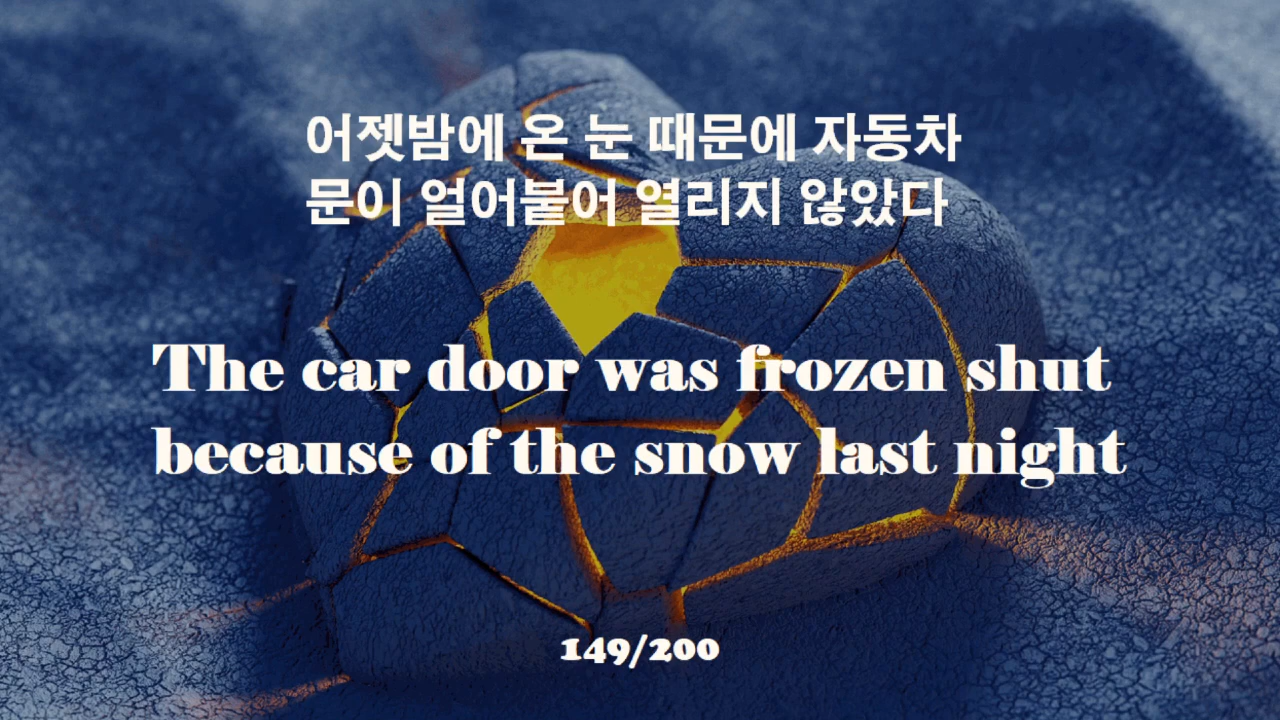 어젯밤에 온 눈 때문에 자동차
문이 얼어붙어 열리지 않았다
The car door was frozen shut
because of the snow last night
149/200